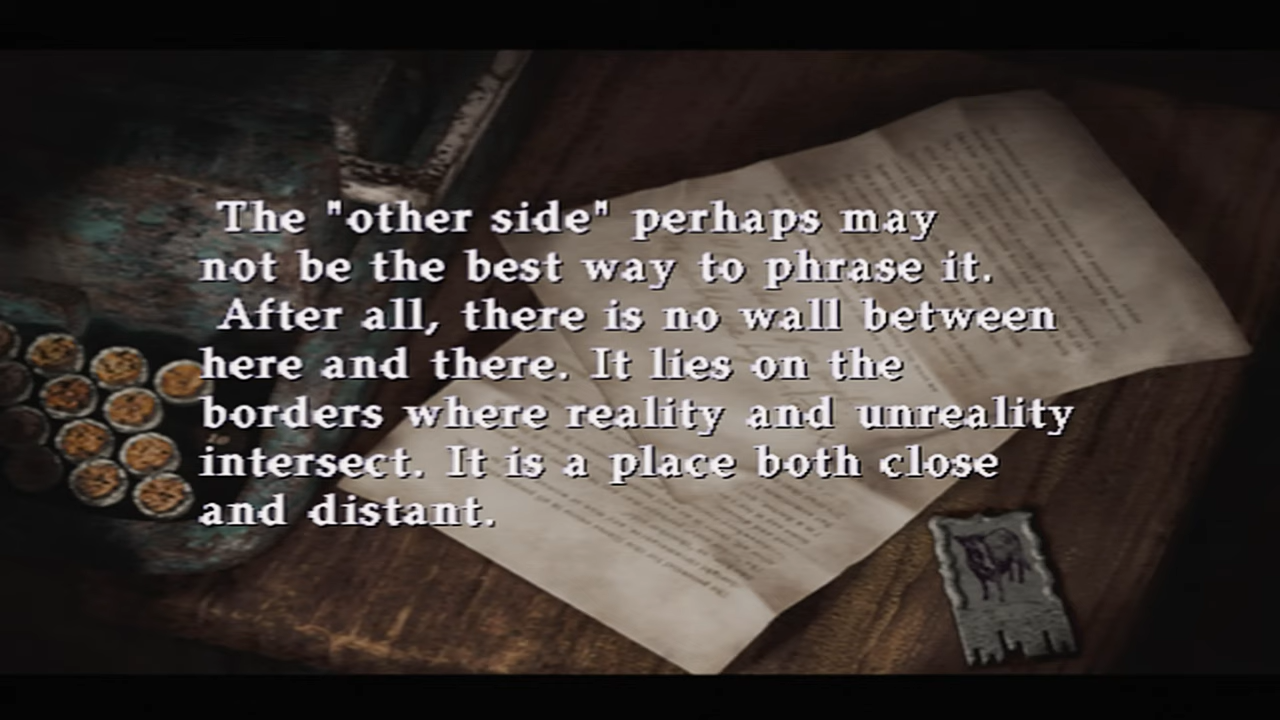 The "other side" perhaps may
not be the best way to phrase it.
After all, there is no wall between
here and there. It lies on the
borders where reality and unreality
intersect. It is a place both close
and distant.